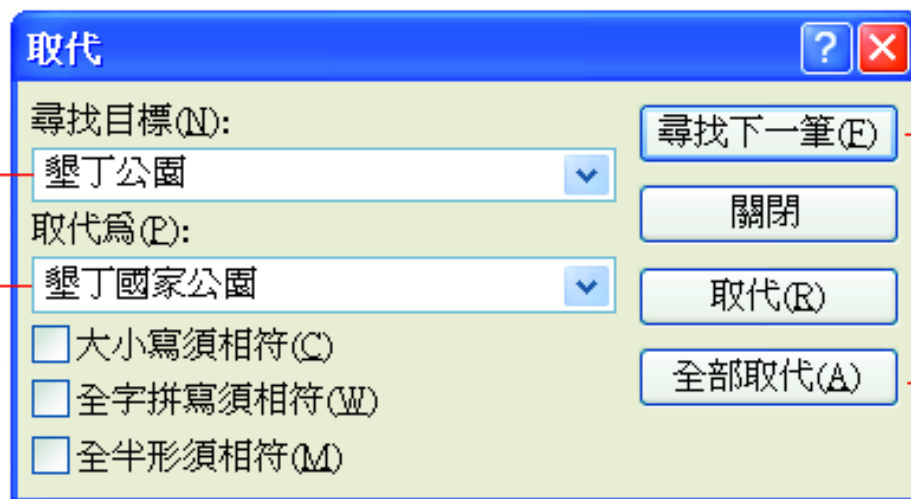 取代
尋找目標(N):
墾丁公園
取代為(P):
墾丁國家公園
大小寫須相符(C)
全字拼寫須相符(W)
全半形須相符(M)
尋找下一筆(F)
關閉
取代(R)
全部取代(A)